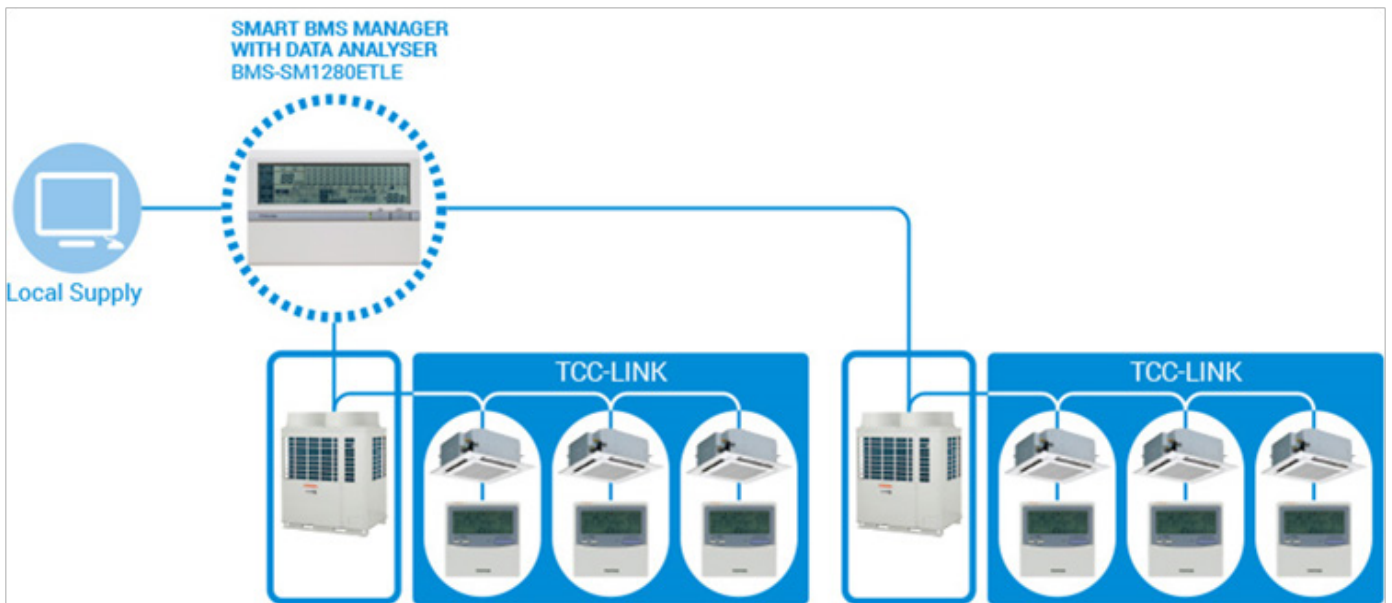 SMART BMS MANAGER
WITH DATA ANALYSER
BMS-SM1280ETLE
Local Supply
TCC-LINK
TCC-LINK